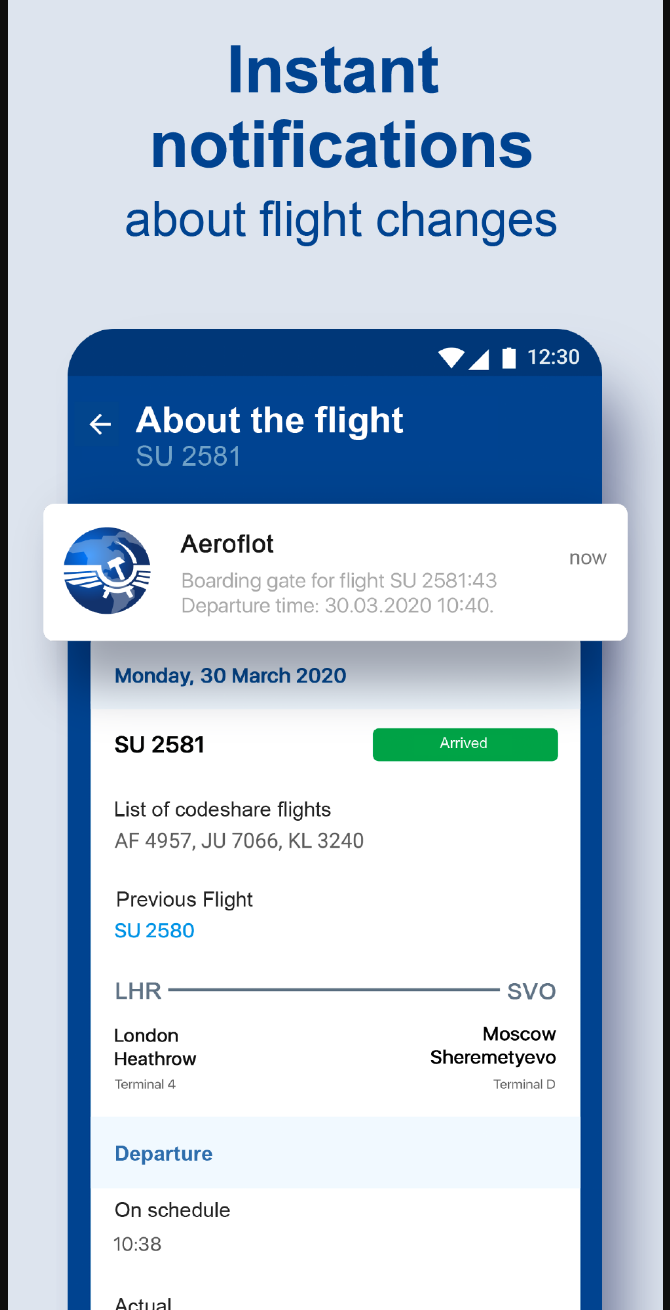 Instant
notifications
about flight changes
12:30
About the flight
SU 2581
Aeroflot
now
Boarding gate for flight SU 2581:43
Departure time: 30.03.2020 10:40.
Monday, 30 March 2020
SU 2581
Arrived
List of codeshare flights
AF 4957, JU 7066, KL 3240
Previous Flight
SU 2580
LHR
SVO
London
Heathrow
Terminal 4
Moscow
Sheremetyevo
Terminal D
Departure
On schedule
10:38
Actual